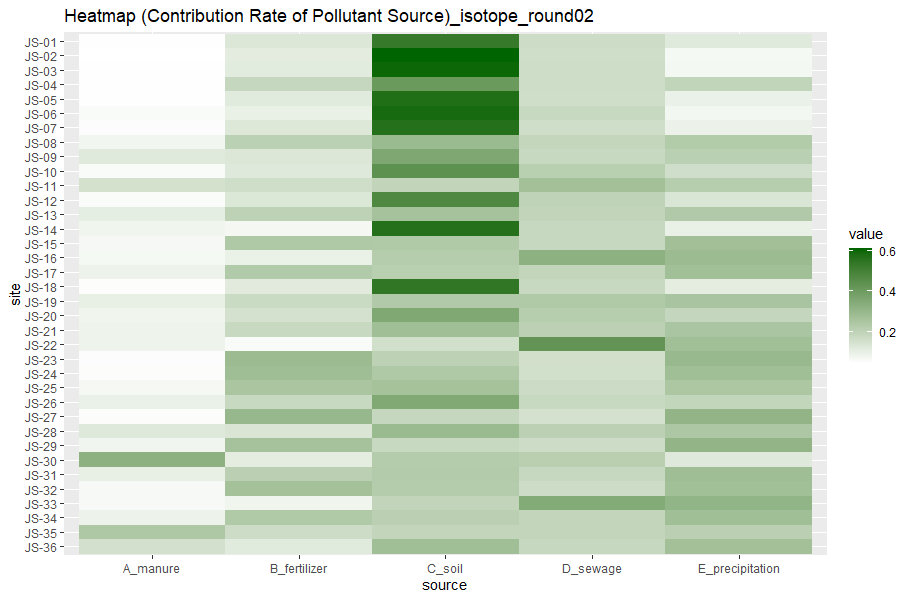 Heatmap (Contribution Rate of Pollutant Source)_isotope_round02
JS-01
JS-02
JS-03
JS-04
JS-05
JS-06
JS-07
JS-08
JS-09
JS-10
JS-11
JS-12
JS-13
JS-14
JS-15
JS-16
JS-17
JS-18
JS-19
JS-20
JS-21
JS-22
JS-23
JS-24
JS-25
JS-26
JS-27
JS-28
JS-29
JS-30
JS-31
JS-32
JS-33
JS-34
JS-35
JS-36
site
A_manure B_fertilizer C_soil D_sewage E_precipitation
source
value
0.6
0.4
0.2